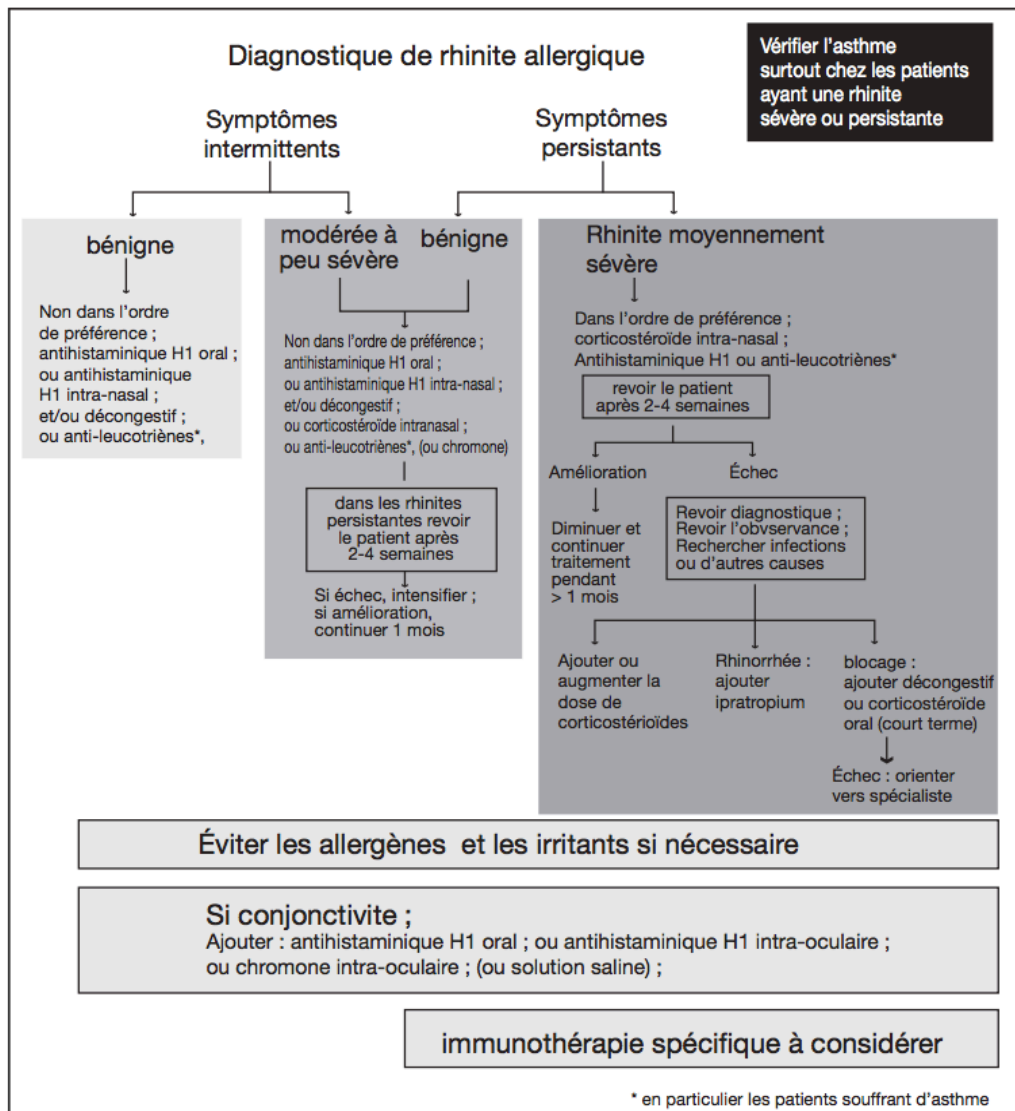 Diagnostique de rhinite allergique
Vérifier l'asthme
surtout chez les patients
ayant une rhinite
sévère ou persistante
Symptômes
intermittents
Symptômes
persistants
bénigne
Non dans l'ordre
de préférence ;
antihistaminique H1 oral ;
ou antihistaminique
H1 intra-nasal ;
et/ou décongestif ;
ou anti-leucotriènes*,
modérée à
peu sévère
bénigne
Non dans l'ordre de préférence ;
antihistaminique H1 oral ;
ou antihistaminique H1 intra-nasal ;
et/ou décongestif ;
ou corticostéroïde intranasal ;
ou anti-leucotriènes*, (ou chromone)
dans les rhinites
persistantes revoir
le patient après
2-4 semaines
Si échec, intensifier ;
si amélioration,
continuer 1 mois
Rhinite moyennement
sévère
Dans l'ordre de préférence ;
corticostéroïde intra-nasal ;
Antihistaminique H1 ou anti-leucotriènes*
revoir le patient
après 2-4 semaines
Amélioration
Diminuer et
continuer
traitement
pendant
> 1 mois
Échec
Revoir diagnostique ;
Revoir l'obvservance ;
Rechercher infections
ou d'autres causes
Ajouter ou
augmenter la
dose de
corticostérioïdes
Rhinorrhée :
ajouter
ipratropium
blocage :
ajouter décongestif
ou corticostéroïde
oral (court terme)
Échec : orienter
vers spécialiste
Éviter les allergènes et les irritants si nécessaire
Si conjonctivite ;
Ajouter : antihistaminique H1 oral ; ou antihistaminique H1 intra-oculaire ;
ou chromone intra-oculaire ; (ou solution saline) ;
immunothérapie spécifique à considérer
* en particulier les patients souffrant d'asthme